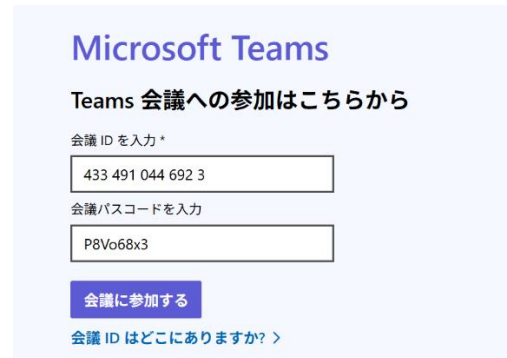 Microsoft Teams
Teams 会議への参加はこちらから
会議 ID を入力 *
433 491 044 692 3
会議パスコードを入力
P8Vo68x3
会議に参加する
会議 ID はどこにありますか? >